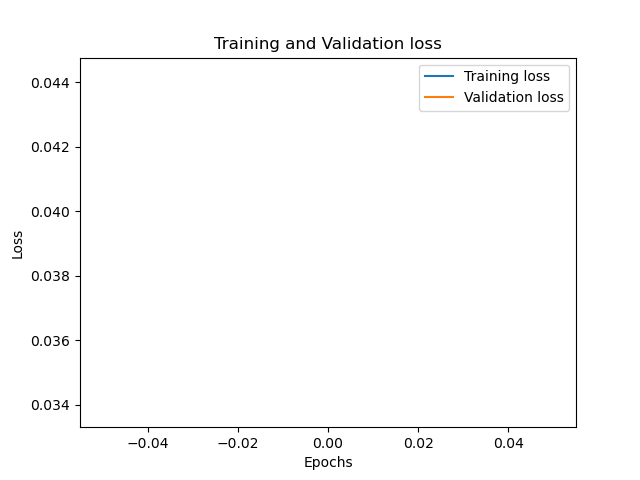 Training and Validation loss
Training loss
Validation loss
0.044
0.042
0.040
0.038
0.036
0.034
Loss
−0.04
−0.02
0.00
0.02
0.04
Epochs